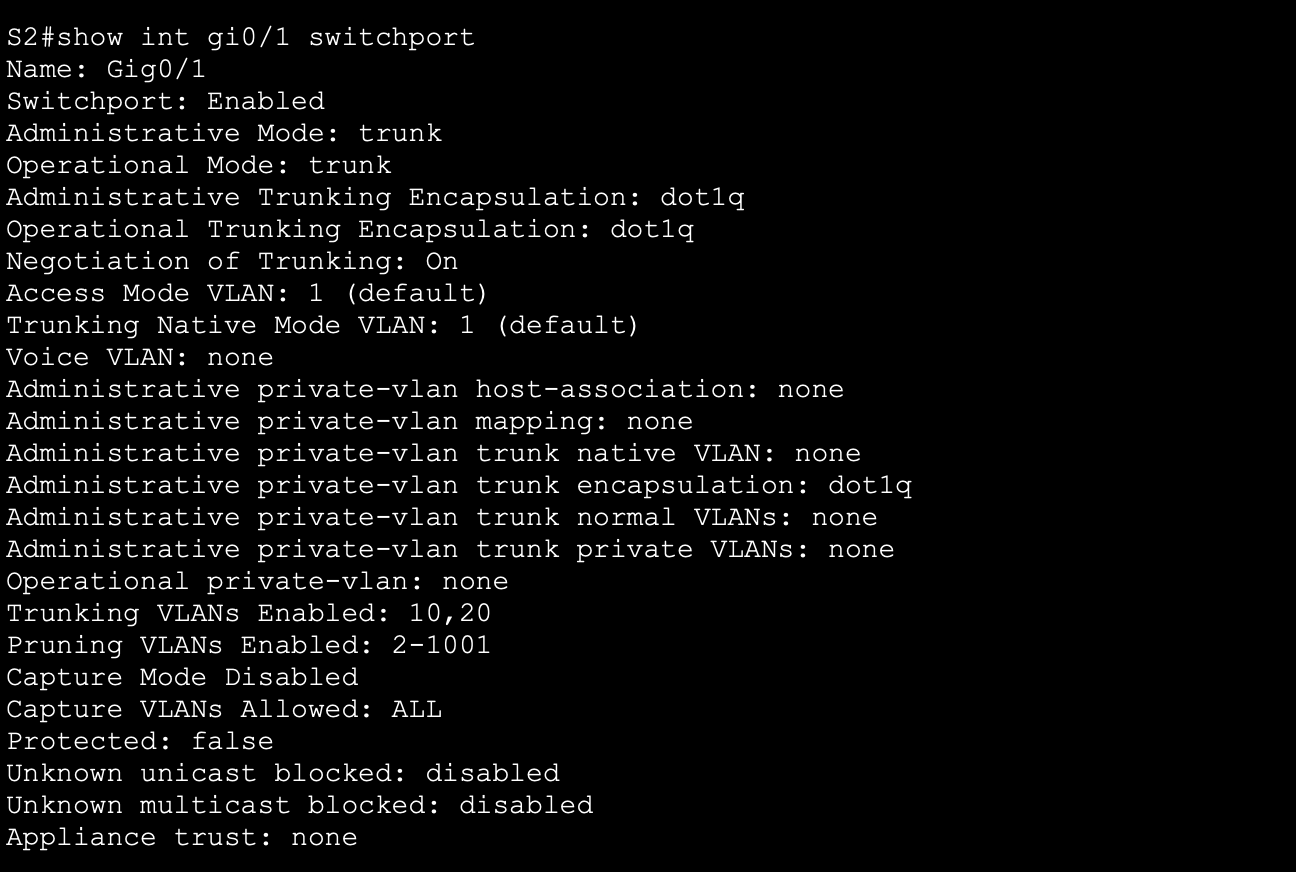 S2#show int gi0/1 switchport
Name: Gig0/1
Switchport: Enabled
Administrative Mode: trunk
Operational Mode: trunk
Administrative Trunking Encapsulation: dot1q
Operational Trunking Encapsulation: dot1q
Negotiation of Trunking: On
Access Mode VLAN: 1 (default)
Trunking Native Mode VLAN: 1 (default)
Voice VLAN: none
Administrative private-vlan host-association: none
Administrative private-vlan mapping: none
Administrative private-vlan trunk native VLAN: none
Administrative private-vlan trunk encapsulation: dot1q
Administrative private-vlan trunk normal VLANs: none
Administrative private-vlan trunk private VLANs: none
Operational private-vlan: none
Trunking VLANs Enabled: 10,20
Pruning VLANs Enabled: 2-1001
Capture Mode Disabled
Capture VLANs Allowed: ALL
Protected: false
Unknown unicast blocked: disabled
Unknown multicast blocked: disabled
Appliance trust: none